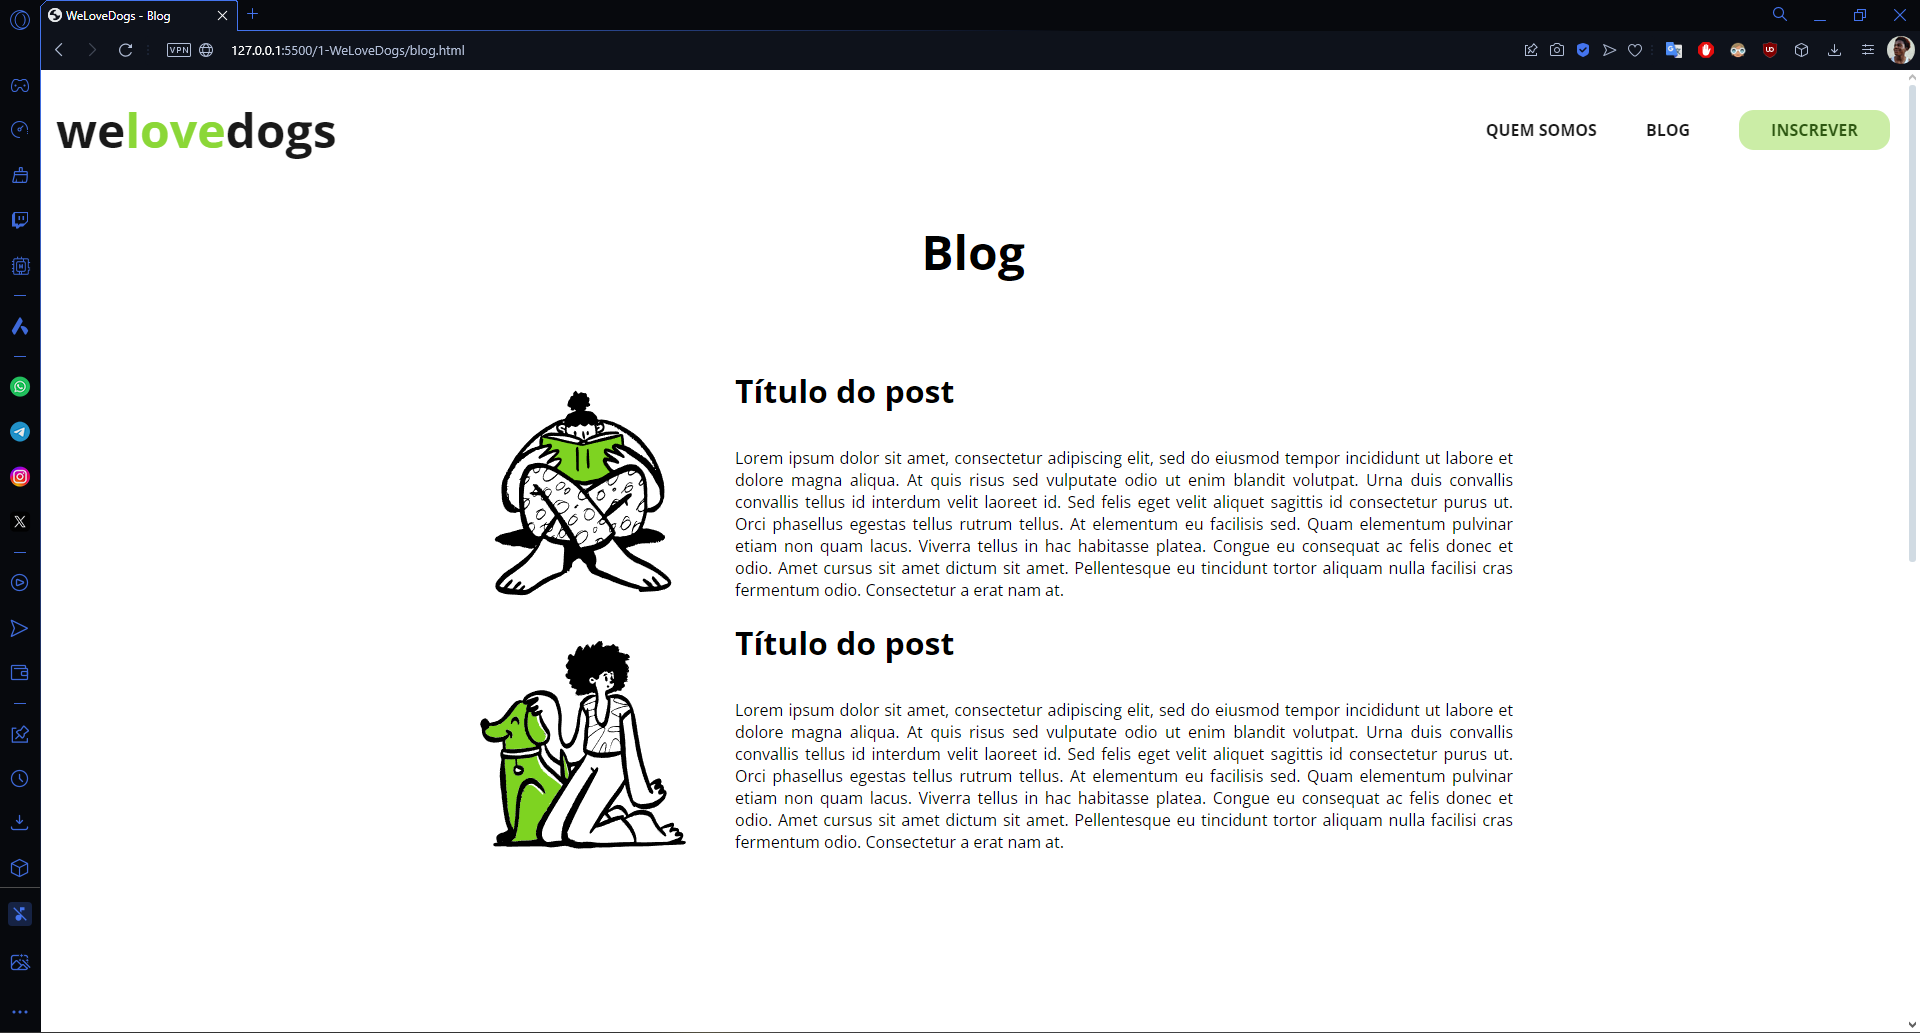 WeLoveDogs - Blog
VPN
127.0.0.1:5500/1-WeLoveDogs/blog.html
welovedogs
QUEM SOMOS
BLOG
INSCREVER
Blog
Título do post
Lorem ipsum dolor sit amet, consectetur adipiscing elit, sed do eiusmod tempor incididunt ut labore et
dolore magna aliqua. At quis risus sed vulputate odio ut enim blandit volutpat. Urna duis convallis
convallis tellus id interdum velit laoreet id. Sed felis eget velit aliquet sagittis id consectetur purus ut.
Orci phasellus egestas tellus rutrum tellus. At elementum eu facilisis sed. Quam elementum pulvinar
etiam non quam lacus. Viverra tellus in hac habitasse platea. Congue eu consequat ac felis donec et
odio. Amet cursus sit amet dictum sit amet. Pellentesque eu tincidunt tortor aliquam nulla facilisi cras
fermentum odio. Consectetur a erat nam at.
Título do post
Lorem ipsum dolor sit amet, consectetur adipiscing elit, sed do eiusmod tempor incididunt ut labore et
dolore magna aliqua. At quis risus sed vulputate odio ut enim blandit volutpat. Urna duis convallis
convallis tellus id interdum velit laoreet id. Sed felis eget velit aliquet sagittis id consectetur purus ut.
Orci phasellus egestas tellus rutrum tellus. At elementum eu facilisis sed. Quam elementum pulvinar
etiam non quam lacus. Viverra tellus in hac habitasse platea. Congue eu consequat ac felis donec et
odio. Amet cursus sit amet dictum sit amet. Pellentesque eu tincidunt tortor aliquam nulla facilisi cras
fermentum odio. Consectetur a erat nam at.